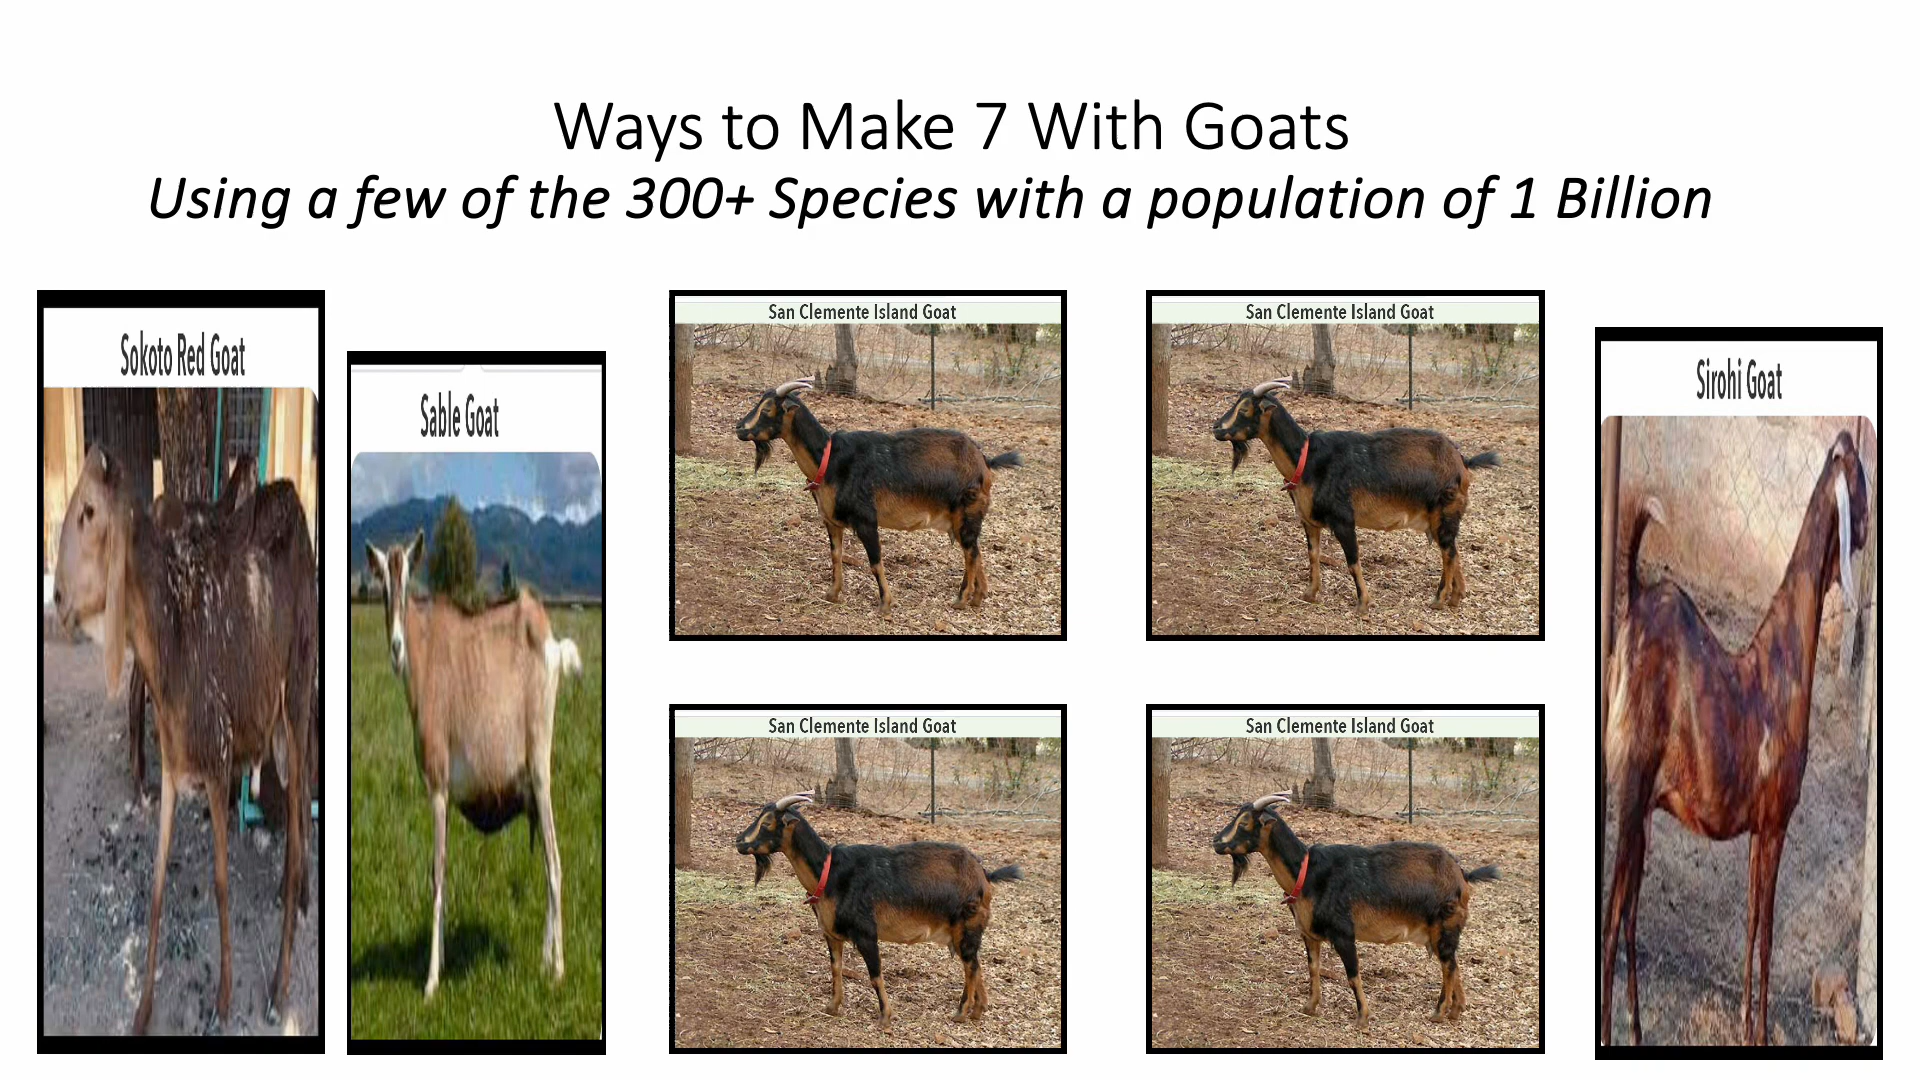 Ways to Make 7 With Goats
Using a few of the 300+ Species with a population of 1 Billion
Sokoto Red Goat
Sable Goat
San Clemente Island Goat
San Clemente Island Goat
San Clemente Island Goat
San Clemente Island Goat
Sirohi Goat